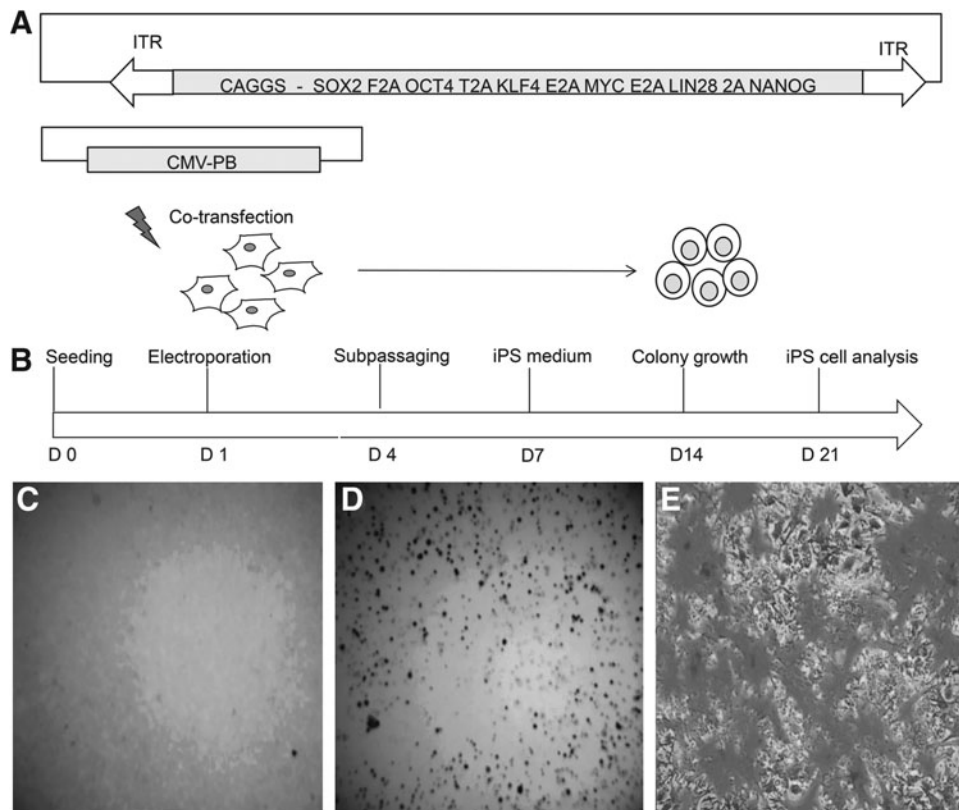 A
ITR
ITR
CAGGS - SOX2 F2A OCT4 T2A KLF4 E2A MYC E2A LIN28 2A NANOG
CMV-PB
Co-transfection
B
Seeding Electroporation Subpassaging iPS medium Colony growth iPS cell analysis
D 0 D 1 D 4 D7 D14 D 21
C D E